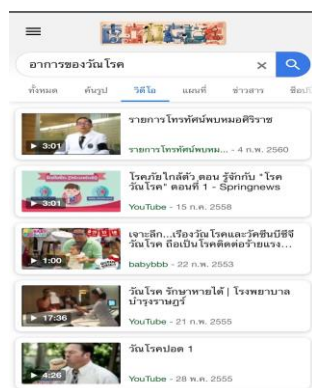 อาการของวัณโรค
ทั้งหมด ค้นรูป วิดีโอ แผนที่ ข่าวสาร ช็อปปิ
รายการโทรทัศน์พบหมอศิริราช
3:01
รายการโทรทัศน์พบหม... - 4 ก.พ. 2560
โรคภัยใกล้ตัว ตอน รู้จักกับ "โรค
วัณโรค" ตอนที่ 1 - Springnews
3:01
YouTube - 15 ก.ค. 2558
เจาะลึก...เรื่องวัณโรคและวัคซีนบีซีจี
วัณโรค ถือเป็นโรคติดต่อร้ายแรง...
1:00
babybbb - 22 ก.พ. 2553
วัณโรค รักษาหายได้ | โรงพยาบาล
บำรุงราษฎร์
17:36
YouTube - 21 ก.พ. 2555
วัณโรคปอด 1
4:26
YouTube - 28 พ.ค. 2555